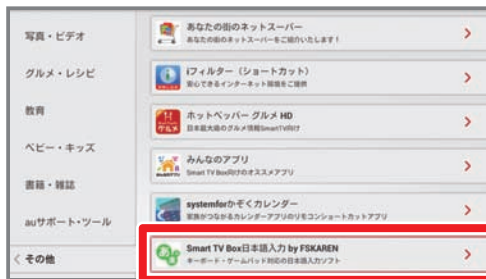 写真・ビデオ
グルメ・レシピ
教育
ベビー・キッズ
書籍・雑誌
auサポート・ツール
その他
あなたの街のネットスーパー
あなたの街のネットスーパーをご紹介いたします！
iフィルター（ショートカット）
安心できるインターネット環境をご提供
ホットペッパー グルメ HD
日本最大級のグルメ情報SmartTV向け
みんなのアプリ
Smart TV Box向けのオススメアプリ
systemforかぞくカレンダー
家族がつながるカレンダーアプリのリモコンショートカットアプリ
Smart TV Box日本語入力 by FSKAREN
キーボード・ゲームパッド対応の日本語入力ソフト